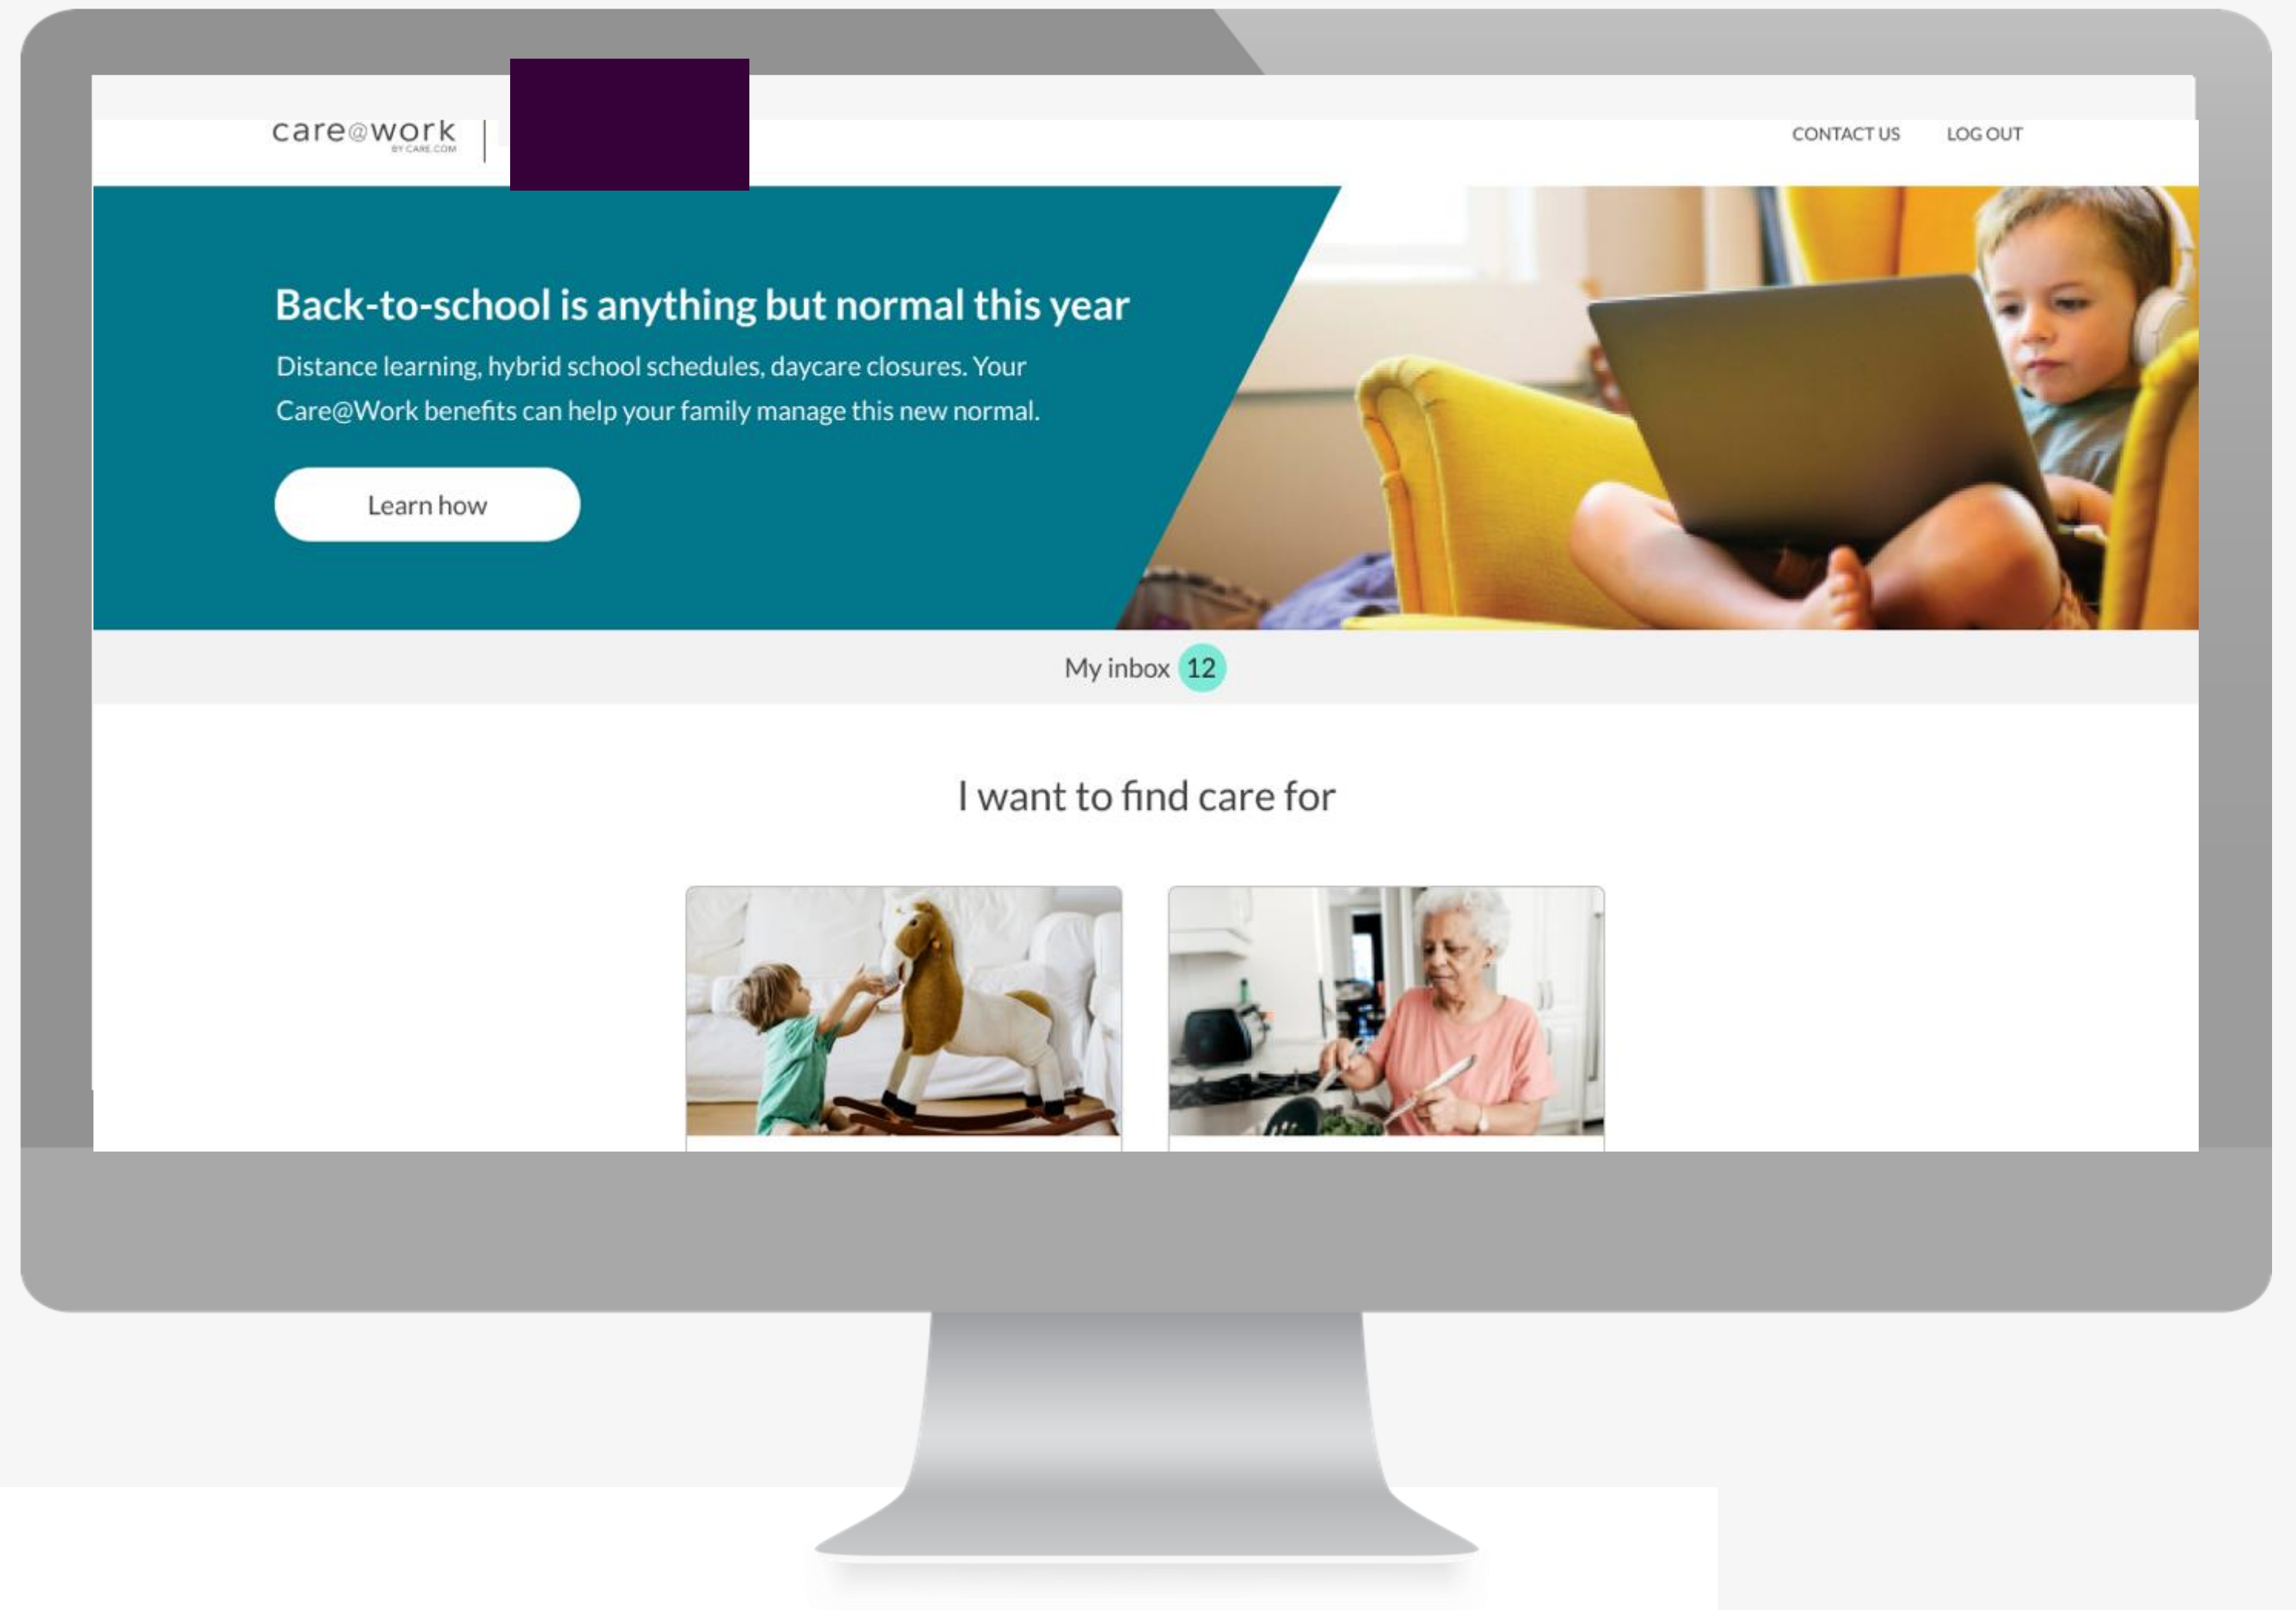 care@work
BY CARE.COM
CONTACT US
LOG OUT
Back-to-school is anything but normal this year
Distance learning, hybrid school schedules, daycare closures. Your
Care@Work benefits can help your family manage this new normal.
Learn how
My inbox 12
I want to find care for